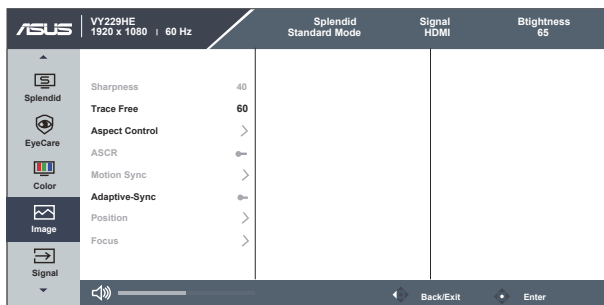 ASUS
VY229HE
1920 x 1080 | 60 Hz
Splendid
Standard Mode
Signal
HDMI
Btightness
65
Splendid
EyeCare
Color
Image
Signal
Sharpness 40
Trace Free 60
Aspect Control
ASCR
Motion Sync
Adaptive-Sync
Position
Focus
Back/Exit
Enter